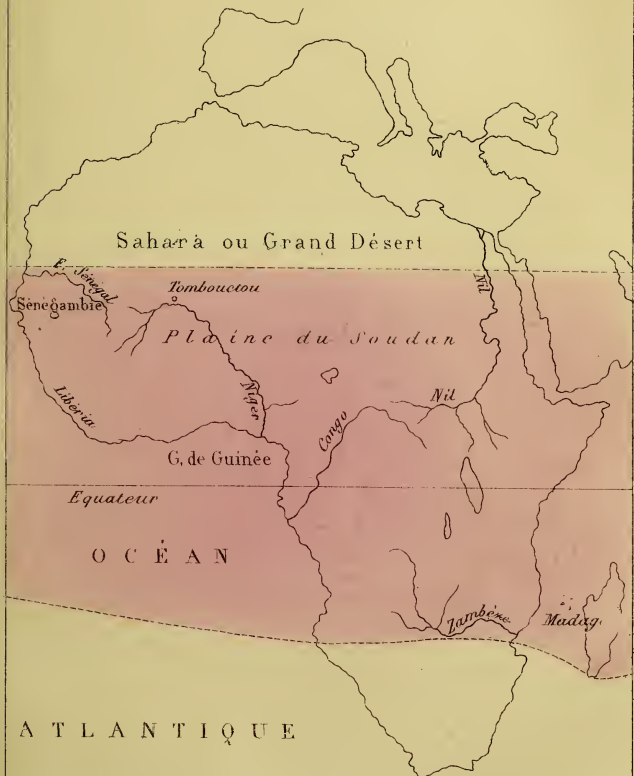 Sahara ou Grand Désert
F. Sénégal
Sénégambie
Tombouctou
Nil
Plaine du Soudan
Libéria
Niger
Congo
Nil
G. de Guinée
Equateur
OCÉAN
Zambèze
Madag.
ATLANTIQUE